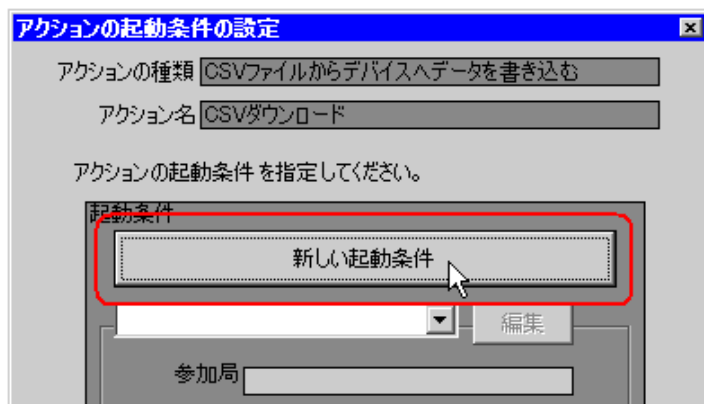 アクションの起動条件の設定
アクションの種類 CSVファイルからデバイスへデータを書き込む
アクション名 CSVダウンロード
アクションの起動条件を指定してください。
起動条件
新しい起動条件
編集
参加局